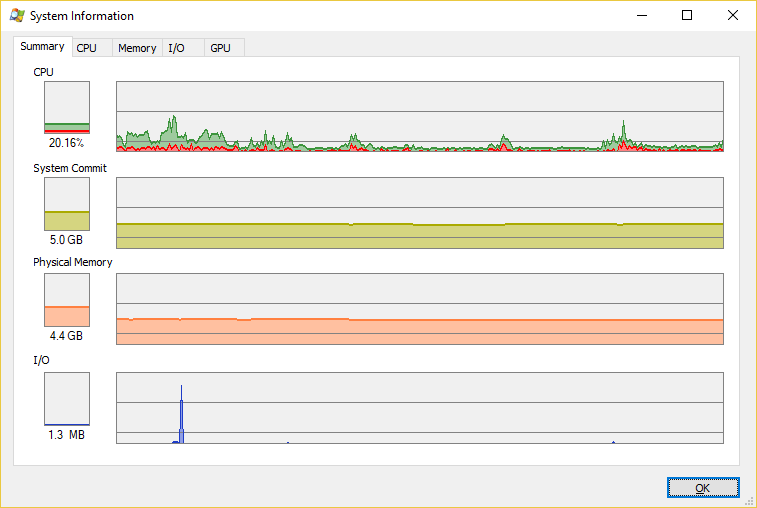 System Information
Summary CPU Memory I/O GPU
CPU
20.16%
System Commit
5.0 GB
Physical Memory
4.4 GB
I/O
1.3  MB
OK